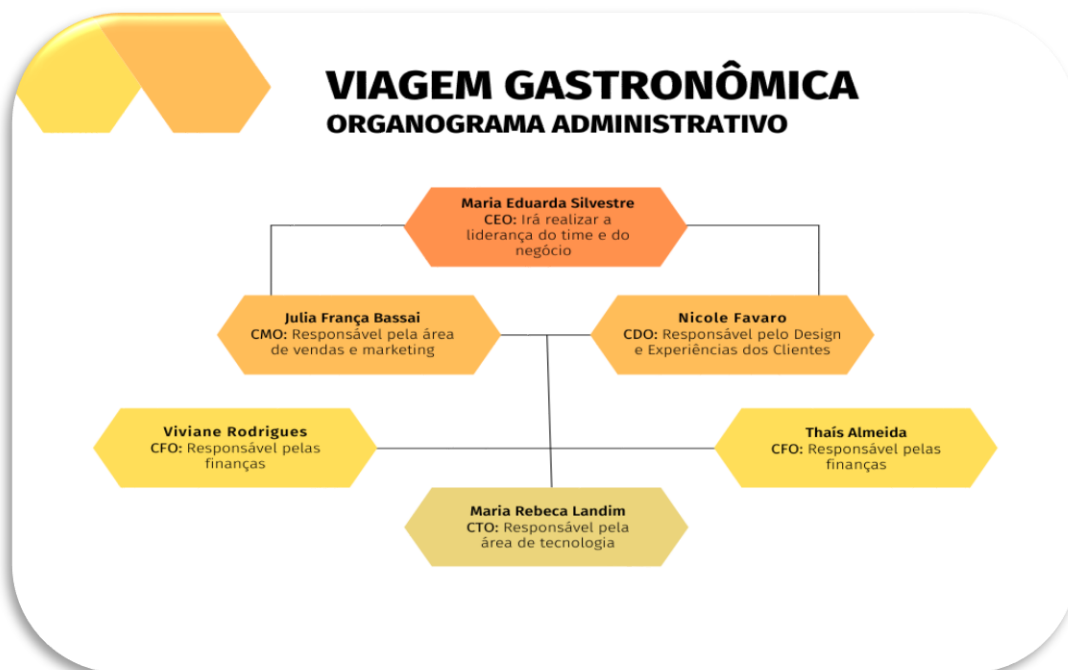 VIAGEM GASTRONÔMICA
ORGANOGRAMA ADMINISTRATIVO
Maria Eduarda Silvestre
CEO: Irá realizar a
liderança do time e do
negócio
Julia França Bassai
CMO: Responsável pela área
de vendas e marketing
Nicole Favaro
CDO: Responsável pelo Design
e Experiências dos Clientes
Viviane Rodrigues
CFO: Responsável pelas
finanças
Thaís Almeida
CFO: Responsável pelas
finanças
Maria Rebeca Landim
CTO: Responsável pela
área de tecnologia